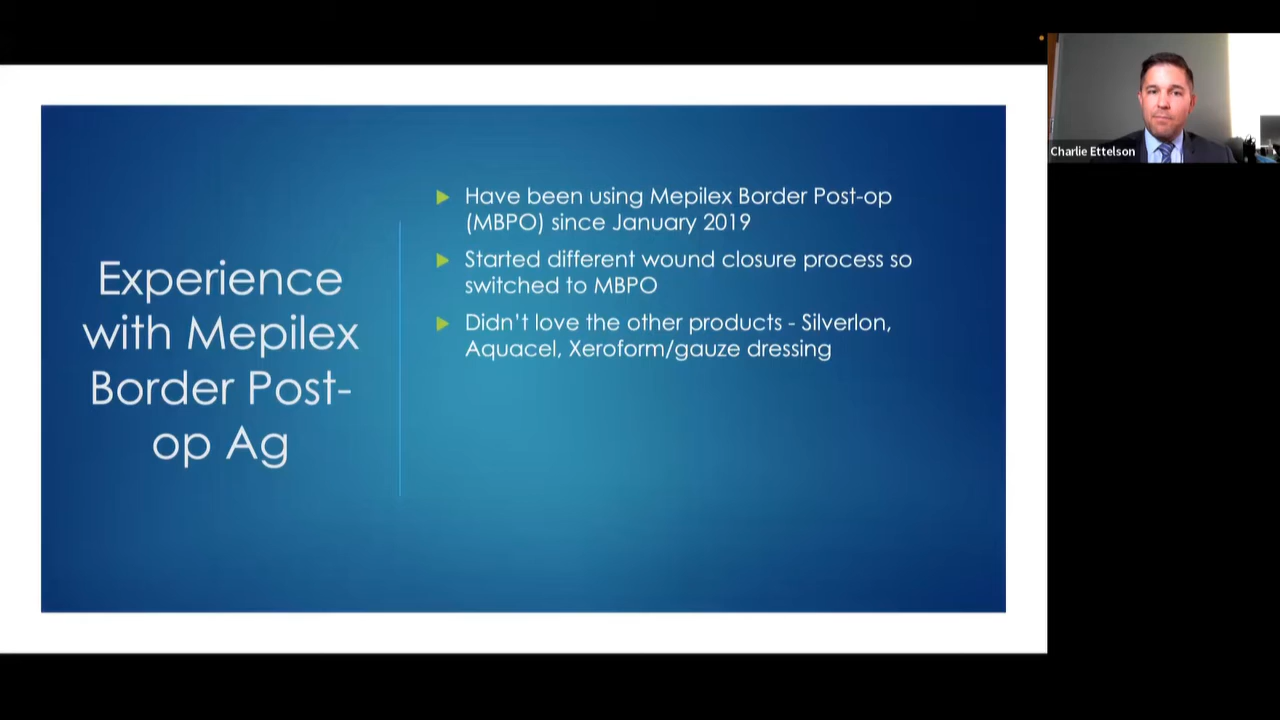 Experience
with Mepilex
Border Post-
op Ag
Have been using Mepilex Border Post-op
(MBPO) since January 2019
Started different wound closure process so
switched to MBPO
Didn't love the other products - Silverlon,
Aquacel, Xeroform/gauze dressing
Charlie Ettelson